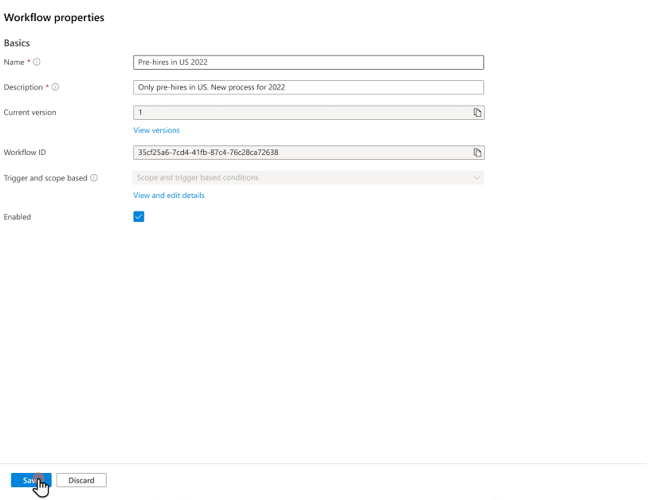 Workflow properties
Basics
Name *
Pre-hires in US 2022
Description *
Only pre-hires in US. New process for 2022
Current version
1
View versions
Workflow ID
35cf25a6-7cd4-41fb-87c4-76c28ca72638
Trigger and scope based
Scope and trigger based conditions
View and edit details
Enabled
Discard